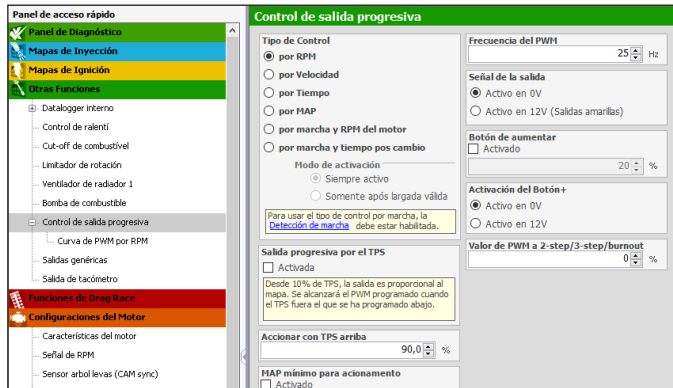 Panel de acceso rápido
Panel de Diagnóstico
Mapas de Inyección
Mapas de Ignición
Otras Funciones
Datalogger interno
Control de ralentí
Cut-off de combustível
Limitador de rotación
Ventilador de radiador 1
Bomba de combustible
Control de salida progresiva
Curva de PWM por RPM
Salidas genéricas
Salida de tacómetro
Funciones de Drag Race
Configuraciones del Motor
Características del motor
Señal de RPM
Sensor arbol levas (CAM sync)
Control de salida progresiva
Tipo de Control
por RPM
por Velocidad
por Tiempo
por MAP
por marcha y RPM del motor
por marcha y tiempo pos cambio
Modo de activación
Siempre activo
Somente após largada válida
Para usar el tipo de control por marcha, la
Detección de marcha debe estar habilitada.
Salida progresiva por el TPS
Activada
Desde 10% de TPS, la salida es proporcional al
mapa. Se alcanzará el PWM programado cuando
el TPS fuera el que se ha programado abajo.
Accionar con TPS arriba
90,0 %
MAP mínimo para acionamento
Activado
Frecuencia del PWM
25 Hz
Señal de la salida
Activo en 0V
Activo en 12V (Salidas amarillas)
Botón de aumentar
Activado
20 %
Activación del Botón+
Activo en 0V
Activo en 12V
Valor de PWM a 2-step/3-step/burnout
0 %